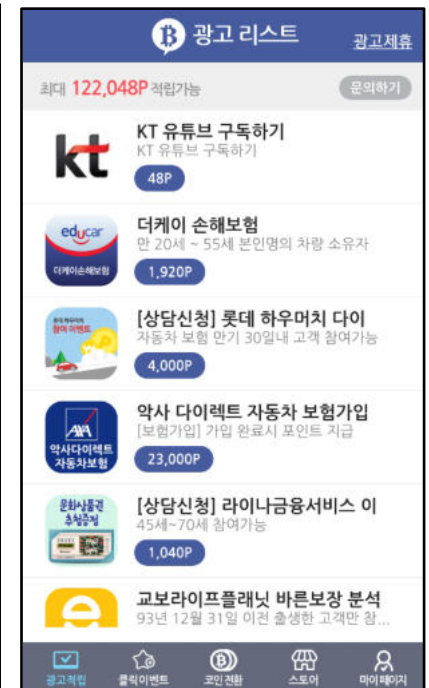 광고 리스트
광고제휴
최대 122,048P 적립가능
문의하기
kt
KT 유튜브 구독하기
KT 유튜브 구독하기
48P
educar
더케이손해보험
더케이 손해보험
만 20세 ~ 55세 본인명의 차량 소유자
1,920P
참여 이벤트
[상담신청] 롯데 하우머치 다이
자동차 보험 만기 30일내 고객 참여가능
4,000P
AXA
악사다이렉트
자동차보험
악사 다이렉트 자동차 보험가입
[보험가입] 가입 완료시 포인트 지급
23,000P
문화상품권
추첨증정
[상담신청] 라이나금융서비스 이
45세~70세 참여가능
1,040P
교보라이프플래닛 바른보장 분석
93년 12월 31일 이전 출생한 고객만 참...
광고적립
클릭이벤트
코인전환
스토어
마이페이지